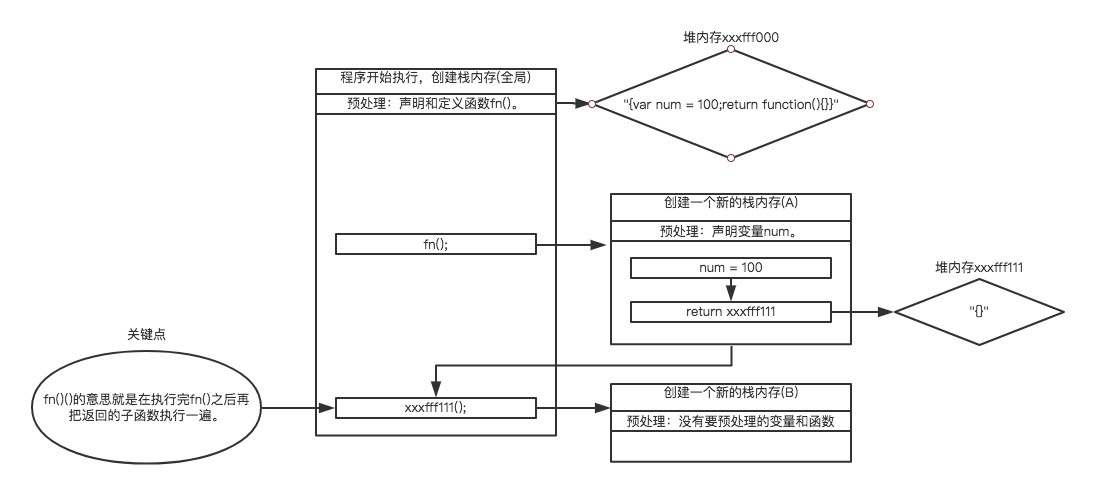 堆内存xxxfff000
程序开始执行，创建栈内存(全局)
预处理：声明和定义函数fn()。
"{var num = 100;return function(){}}"
创建一个新的栈内存(A)
预处理：声明变量num。
fn();
num = 100
堆内存xxxfff111
return xxxfff111
"{}"
关键点
fn()()的意思就是在执行完fn()之后再
把返回的子函数执行一遍。
xxxfff111();
创建一个新的栈内存(B)
预处理：没有要预处理的变量和函数